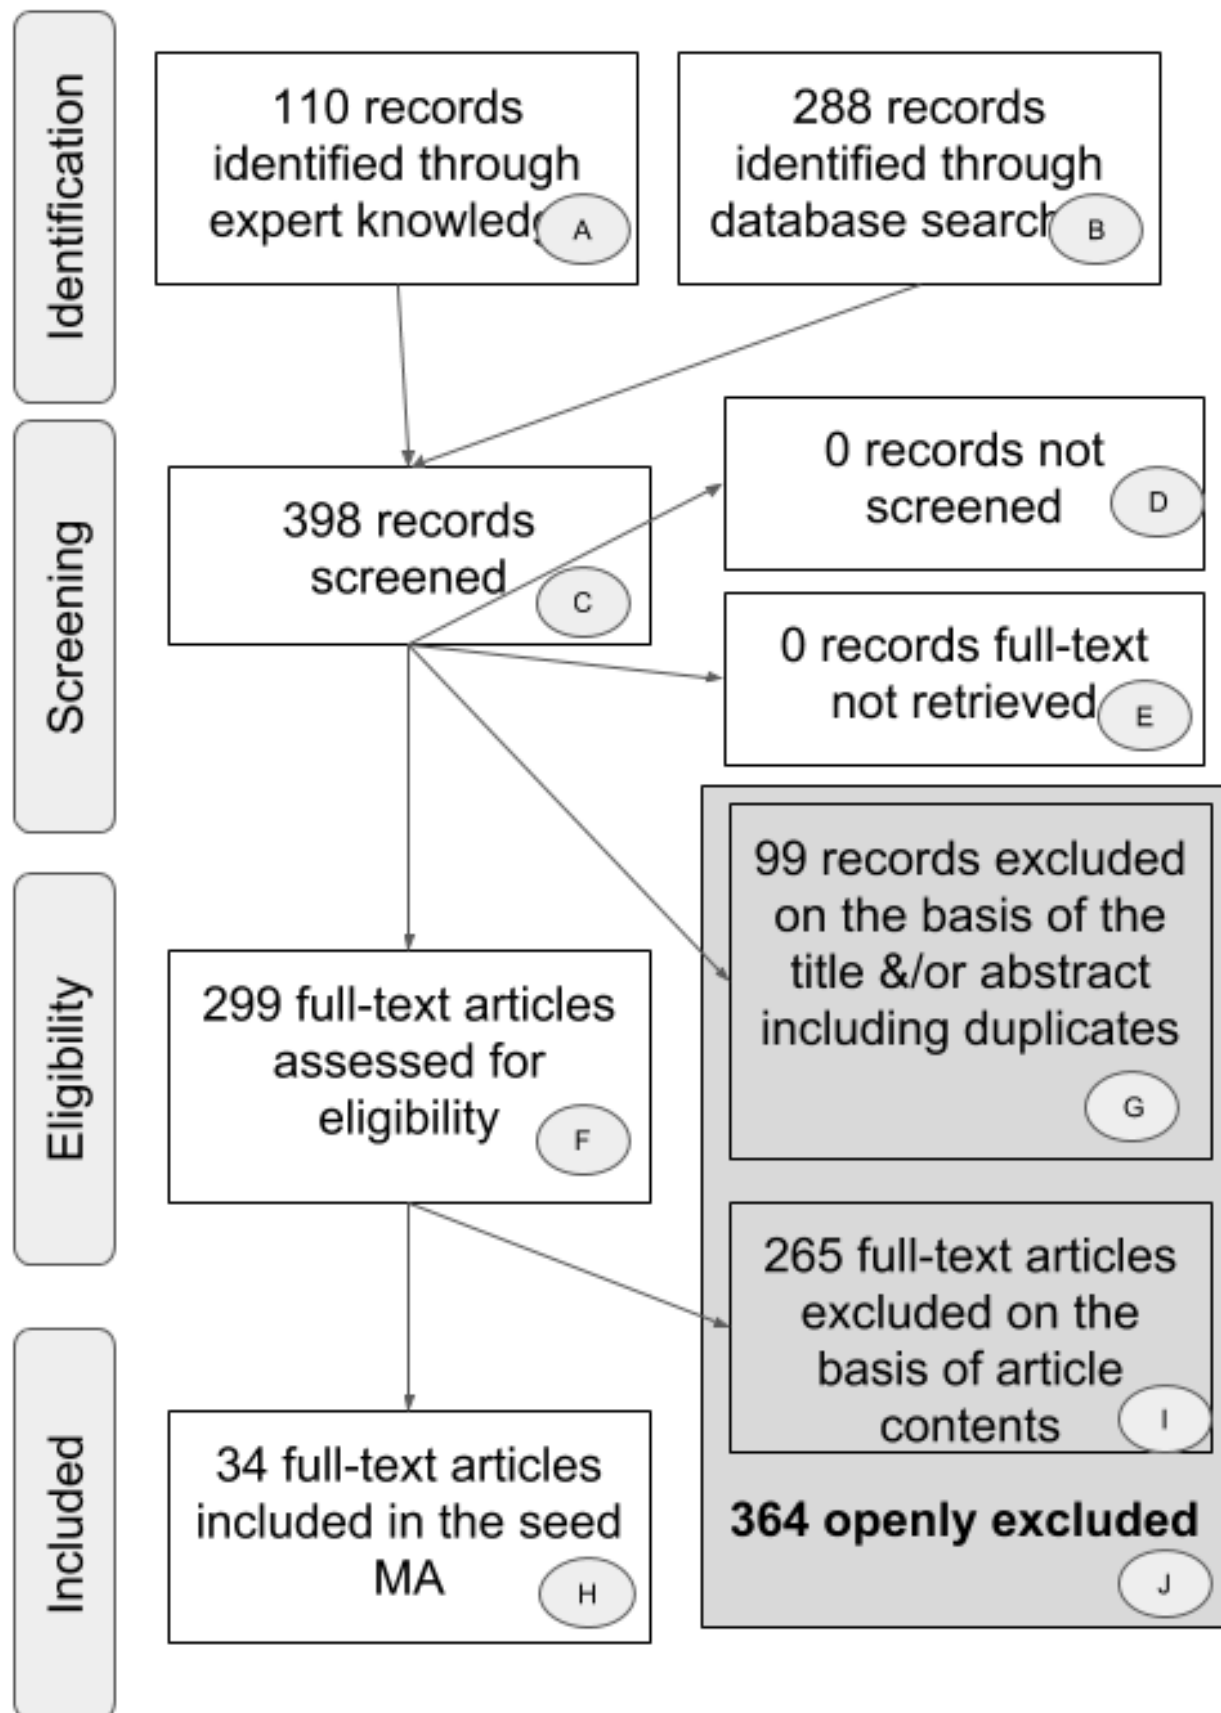 Identification
110 records
identified through
expert
A
288 records
identified through
database
B
Screening
398 records
screened
C
0 records not
screened
D
0 records full-text
not retrieved
E
Eligibility
299 full-text articles
assessed for
eligibility
F
99 records excluded
on the basis of the
title &/or abstract
including duplicates
G
265 full-text articles
excluded on the
basis of article
contents
I
Included
34 full-text articles
included in the seed
MA
H
364 openly excluded
J